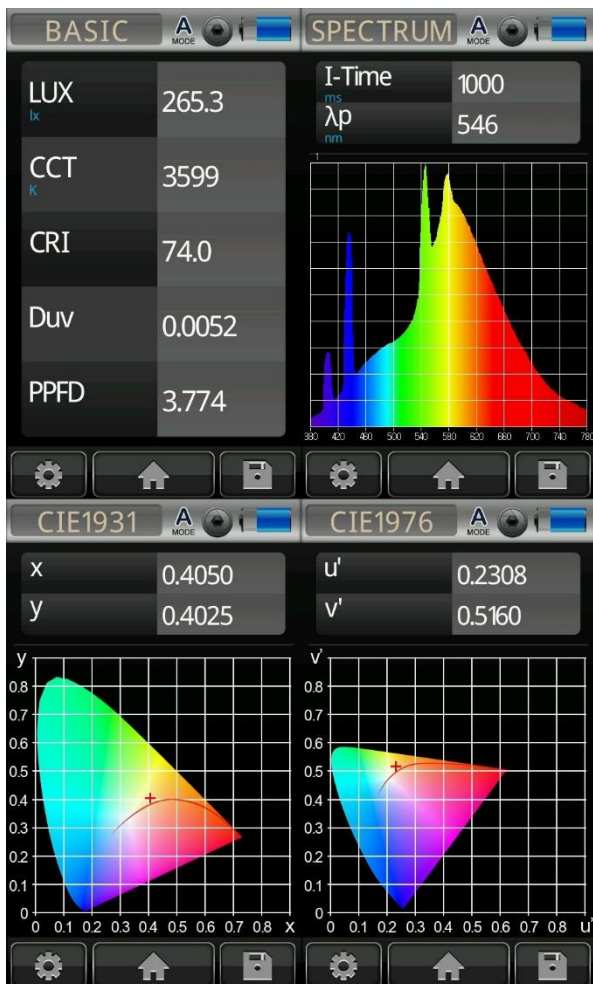 BASIC A MODE
LUX lx 265.3
CCT K 3599
CRI 74.0
Duv 0.0052
PPFD 3.774
SPECTRUM A MODE
I-Time ms 1000
λp nm 546
1
380 420 460 500 540 580 620 660 700 740 780
CIE1931 A MODE
x 0.4050
y 0.4025
y
0.8
0.7
0.6
0.5
0.4
0.3
0.2
0.1
0
0 0.1 0.2 0.3 0.4 0.5 0.6 0.7 0.8 x
CIE1976 A MODE
u' 0.2308
v' 0.5160
v'
0.8
0.7
0.6
0.5
0.4
0.3
0.2
0.1
0
0 0.1 0.2 0.3 0.4 0.5 0.6 0.7 0.8 u'